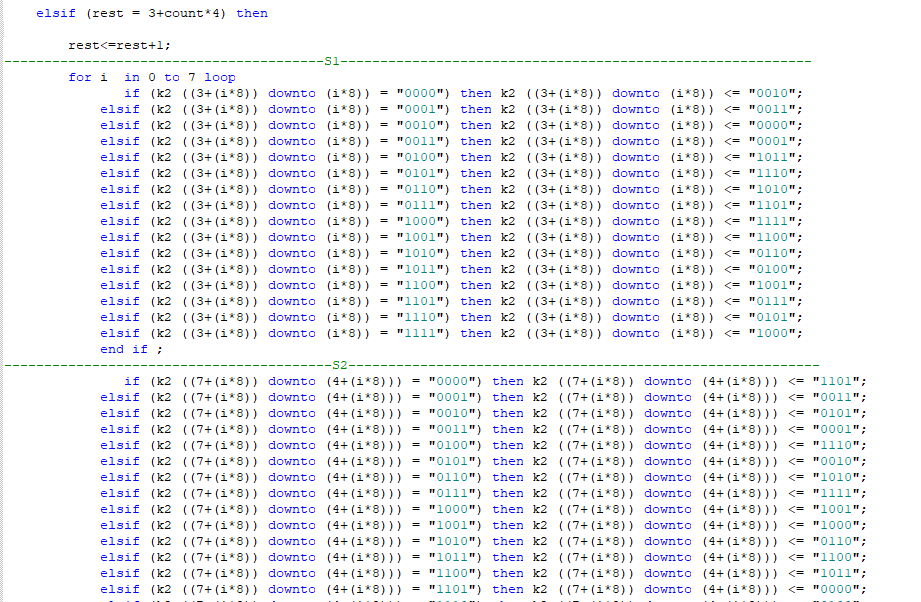 elsif (rest = 3+count*4) then
rest<=rest+1;
----------------------------------------S1-----------------------------------------------------------
for i  in 0 to 7 loop
if (k2 ((3+(i*8)) downto (i*8)) = "0000") then k2 ((3+(i*8)) downto (i*8)) <= "0010";
elsif (k2 ((3+(i*8)) downto (i*8)) = "0001") then k2 ((3+(i*8)) downto (i*8)) <= "0011";
elsif (k2 ((3+(i*8)) downto (i*8)) = "0010") then k2 ((3+(i*8)) downto (i*8)) <= "0000";
elsif (k2 ((3+(i*8)) downto (i*8)) = "0011") then k2 ((3+(i*8)) downto (i*8)) <= "0001";
elsif (k2 ((3+(i*8)) downto (i*8)) = "0100") then k2 ((3+(i*8)) downto (i*8)) <= "1011";
elsif (k2 ((3+(i*8)) downto (i*8)) = "0101") then k2 ((3+(i*8)) downto (i*8)) <= "1110";
elsif (k2 ((3+(i*8)) downto (i*8)) = "0110") then k2 ((3+(i*8)) downto (i*8)) <= "1010";
elsif (k2 ((3+(i*8)) downto (i*8)) = "0111") then k2 ((3+(i*8)) downto (i*8)) <= "1101";
elsif (k2 ((3+(i*8)) downto (i*8)) = "1000") then k2 ((3+(i*8)) downto (i*8)) <= "1111";
elsif (k2 ((3+(i*8)) downto (i*8)) = "1001") then k2 ((3+(i*8)) downto (i*8)) <= "1100";
elsif (k2 ((3+(i*8)) downto (i*8)) = "1010") then k2 ((3+(i*8)) downto (i*8)) <= "0110";
elsif (k2 ((3+(i*8)) downto (i*8)) = "1011") then k2 ((3+(i*8)) downto (i*8)) <= "0100";
elsif (k2 ((3+(i*8)) downto (i*8)) = "1100") then k2 ((3+(i*8)) downto (i*8)) <= "1001";
elsif (k2 ((3+(i*8)) downto (i*8)) = "1101") then k2 ((3+(i*8)) downto (i*8)) <= "0111";
elsif (k2 ((3+(i*8)) downto (i*8)) = "1110") then k2 ((3+(i*8)) downto (i*8)) <= "0101";
elsif (k2 ((3+(i*8)) downto (i*8)) = "1111") then k2 ((3+(i*8)) downto (i*8)) <= "1000";
end if ;
-----------------------------------------S2-----------------------------------------------------------
if (k2 ((7+(i*8)) downto (4+(i*8))) = "0000") then k2 ((7+(i*8)) downto (4+(i*8))) <= "1101";
elsif (k2 ((7+(i*8)) downto (4+(i*8))) = "0001") then k2 ((7+(i*8)) downto (4+(i*8))) <= "0011";
elsif (k2 ((7+(i*8)) downto (4+(i*8))) = "0010") then k2 ((7+(i*8)) downto (4+(i*8))) <= "0101";
elsif (k2 ((7+(i*8)) downto (4+(i*8))) = "0011") then k2 ((7+(i*8)) downto (4+(i*8))) <= "0001";
elsif (k2 ((7+(i*8)) downto (4+(i*8))) = "0100") then k2 ((7+(i*8)) downto (4+(i*8))) <= "1110";
elsif (k2 ((7+(i*8)) downto (4+(i*8))) = "0101") then k2 ((7+(i*8)) downto (4+(i*8))) <= "0010";
elsif (k2 ((7+(i*8)) downto (4+(i*8))) = "0110") then k2 ((7+(i*8)) downto (4+(i*8))) <= "1010";
elsif (k2 ((7+(i*8)) downto (4+(i*8))) = "0111") then k2 ((7+(i*8)) downto (4+(i*8))) <= "1111";
elsif (k2 ((7+(i*8)) downto (4+(i*8))) = "1000") then k2 ((7+(i*8)) downto (4+(i*8))) <= "1001";
elsif (k2 ((7+(i*8)) downto (4+(i*8))) = "1001") then k2 ((7+(i*8)) downto (4+(i*8))) <= "1000";
elsif (k2 ((7+(i*8)) downto (4+(i*8))) = "1010") then k2 ((7+(i*8)) downto (4+(i*8))) <= "0110";
elsif (k2 ((7+(i*8)) downto (4+(i*8))) = "1011") then k2 ((7+(i*8)) downto (4+(i*8))) <= "1100";
elsif (k2 ((7+(i*8)) downto (4+(i*8))) = "1100") then k2 ((7+(i*8)) downto (4+(i*8))) <= "1011";
elsif (k2 ((7+(i*8)) downto (4+(i*8))) = "1101") then k2 ((7+(i*8)) downto (4+(i*8))) <= "0000";